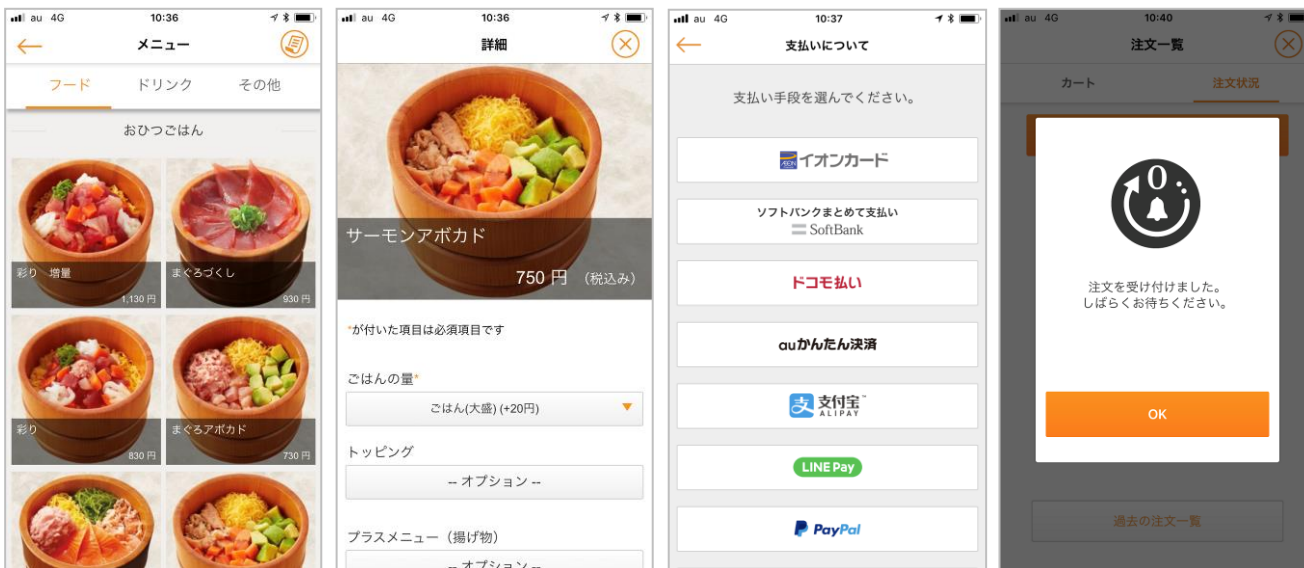 au 4G 10:36
メニュー
フード ドリンク その他
おひつごはん
彩り 増量
1,130 円
まぐろづくし
930 円
彩り
830 円
まぐろアボカド
730 円
au 4G 10:36
詳細
サーモンアボカド
750 円 (税込み)
*が付いた項目は必須項目です
ごはんの量*
ごはん(大盛) (+20円)
トッピング
-- オプション --
プラスメニュー（揚げ物）
-- オプション --
au 4G 10:37
支払いについて
支払い手段を選んでください。
AEON イオンカード
ソフトバンクまとめて支払い
SoftBank
ドコモ払い
auかんたん決済
支 支付宝™
ALIPAY
LINE Pay
PayPal
au 4G 10:40
注文一覧
カート 注文状況
0
注文を受け付けました。
しばらくお待ちください。
OK
過去の注文一覧